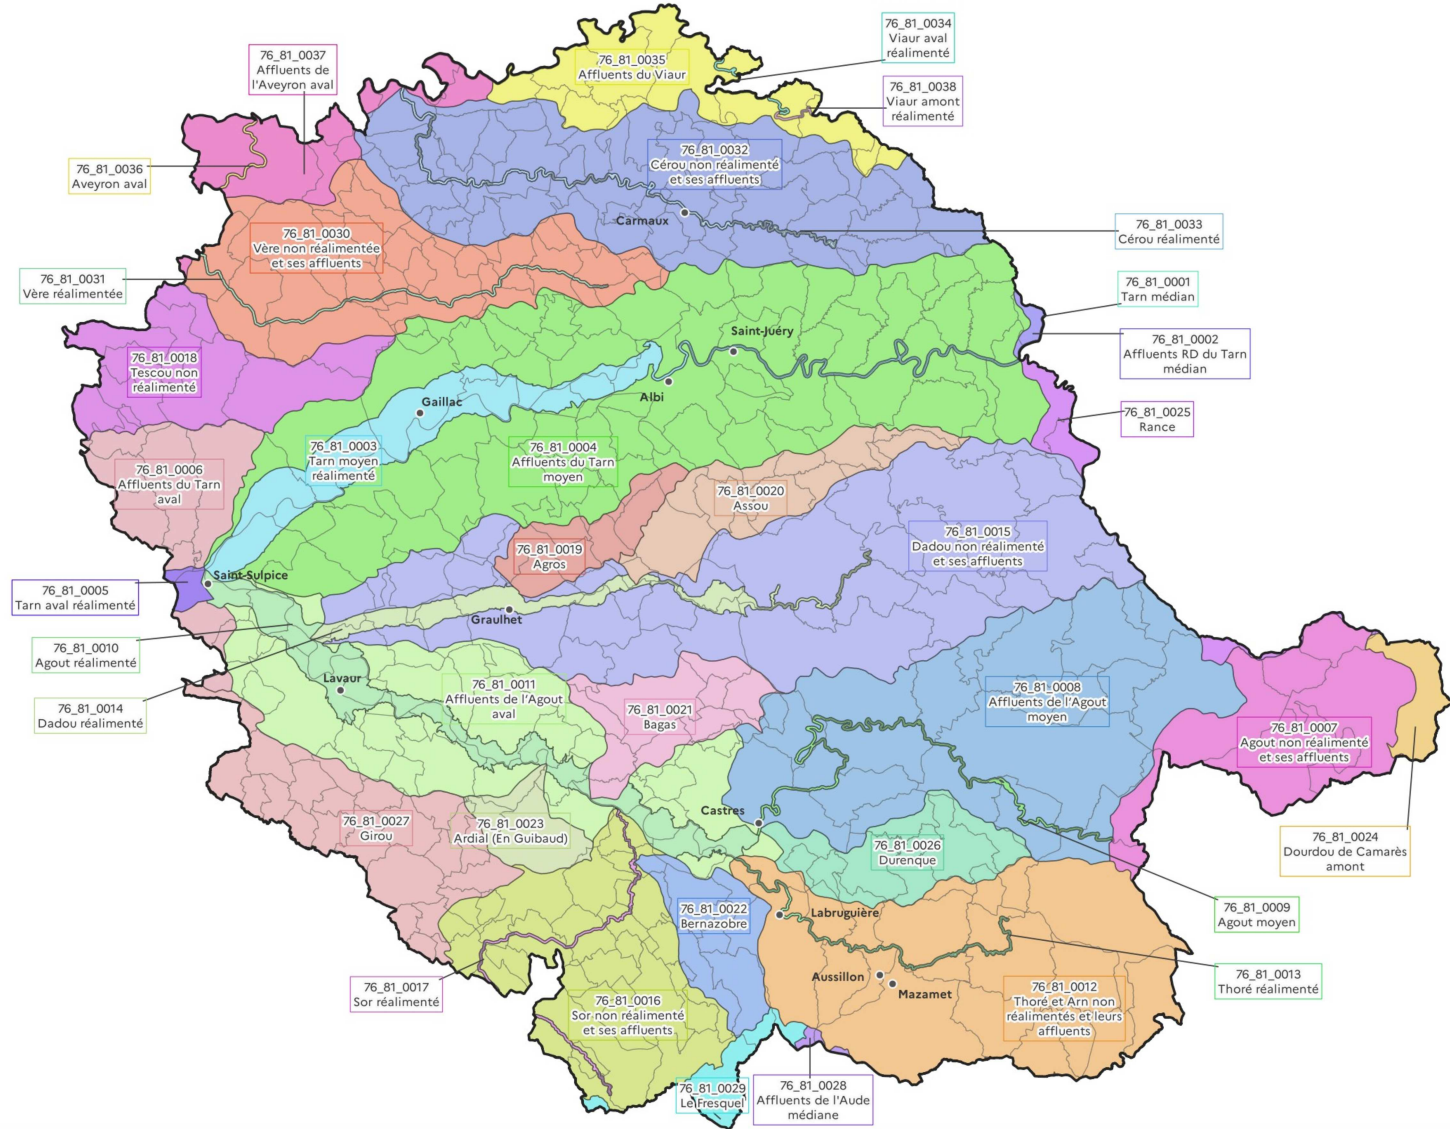 76_81_0034
Viaur aval
réalimenté
76_81_0037
Affluents de
l'Aveyron aval
76_81_0035
Affluents du Viaur
76_81_0038
Viaur amont
réalimenté
76_81_0032
Cérou non réalimenté
et ses affluents
76_81_0036
Aveyron aval
Carmaux
76_81_0033
Cérou réalimenté
76_81_0030
Vère non réalimentée
et ses affluents
76_81_0031
Vère réalimentée
76_81_0001
Tarn médian
Saint-Juéry
76_81_0002
Affluents RD du Tarn
médian
76_81_0018
Tescou non
réalimenté
Albi
Gaillac
76_81_0025
Rance
76_81_0003
Tarn moyen
réalimenté
76_81_0004
Affluents du Tarn
moyen
76_81_0006
Affluents du Tarn
aval
76_81_0020
Assou
76_81_0015
Dadou non réalimenté
et ses affluents
76_81_0019
Agros
Saint-Sulpice
76_81_0005
Tarn aval réalimenté
Graulhet
76_81_0010
Agout réalimenté
Lavaur
76_81_0011
Affluents de l'Agout
aval
76_81_0008
Affluents de l'Agout
moyen
76_81_0014
Dadou réalimenté
76_81_0021
Bagas
76_81_0007
Agout non réalimenté
et ses affluents
Castres
76_81_0027
Girou
76_81_0023
Ardial (En Guibaud)
76_81_0026
Durenque
76_81_0024
Dourdou de Camarès
amont
76_81_0022
Bernazobre
Labruguière
76_81_0009
Agout moyen
Aussillon
Mazamet
76_81_0013
Thoré réalimenté
76_81_0017
Sor réalimenté
76_81_0016
Sor non réalimenté
et ses affluents
76_81_0012
Thoré et Arn non
réalimentés et leurs
affluents
76_81_0029
Le Fresquel
76_81_0028
Affluents de l'Aude
médiane